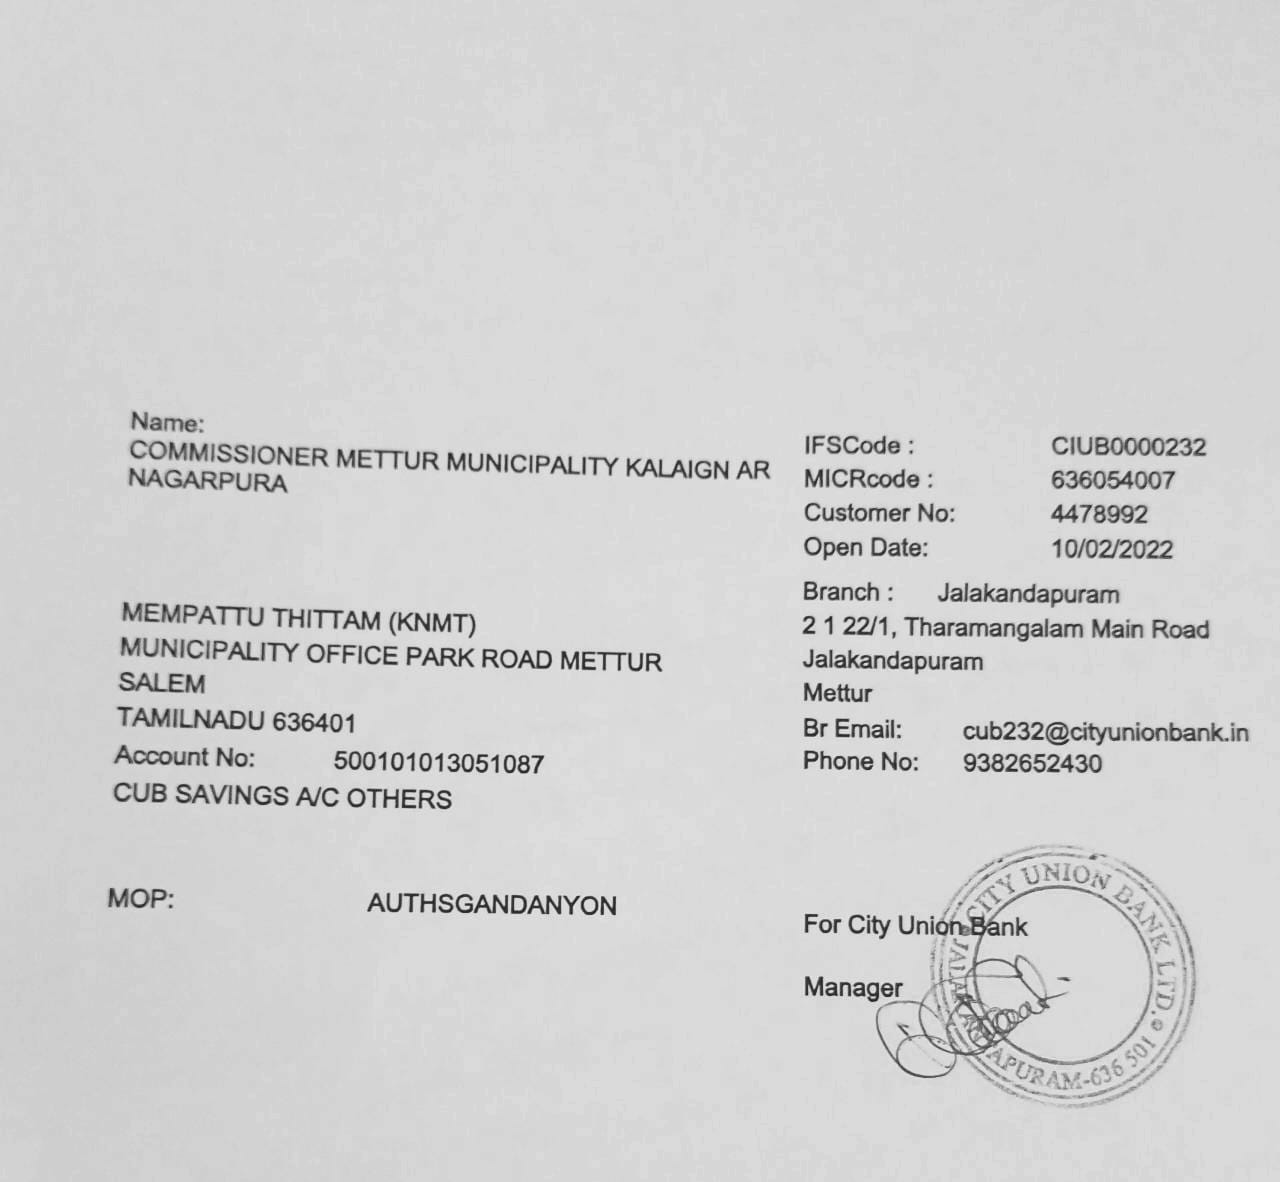 Name:
COMMISSIONER METTUR MUNICIPALITY KALAIGN AR
NAGARPURA
MEMPATTU THITTAM (KNMT)
MUNICIPALITY OFFICE PARK ROAD METTUR
SALEM
TAMILNADU 636401
Account No: 500101013051087
CUB SAVINGS A/C OTHERS
MOP: AUTHSGANDANYON
IFSCode : CIUB0000232
MICRcode : 636054007
Customer No: 4478992
Open Date: 10/02/2022
Branch : Jalakandapuram
2 1 22/1, Tharamangalam Main Road
Jalakandapuram
Mettur
Br Email: cub232@cityunionbank.in
Phone No: 9382652430
For City Union Bank
Manager
CITY UNION BANK LTD.
JALAKANDAPURAM-636 501